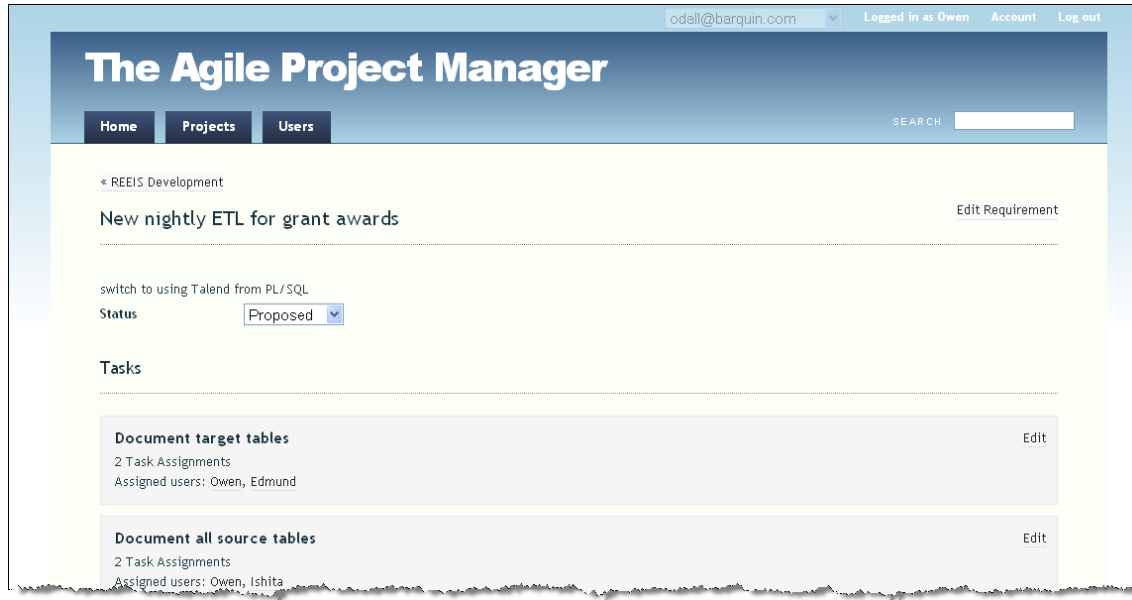 odall@barquin.com Logged in as Owen Account Log out
The Agile Project Manager
Home Projects Users SEARCH
« REEIS Development
New nightly ETL for grant awards Edit Requirement
switch to using Talend from PL/SQL
Status Proposed
Tasks
Document target tables Edit
2 Task Assignments
Assigned users: Owen, Edmund
Document all source tables Edit
2 Task Assignments
Assigned users: Owen, Ishita